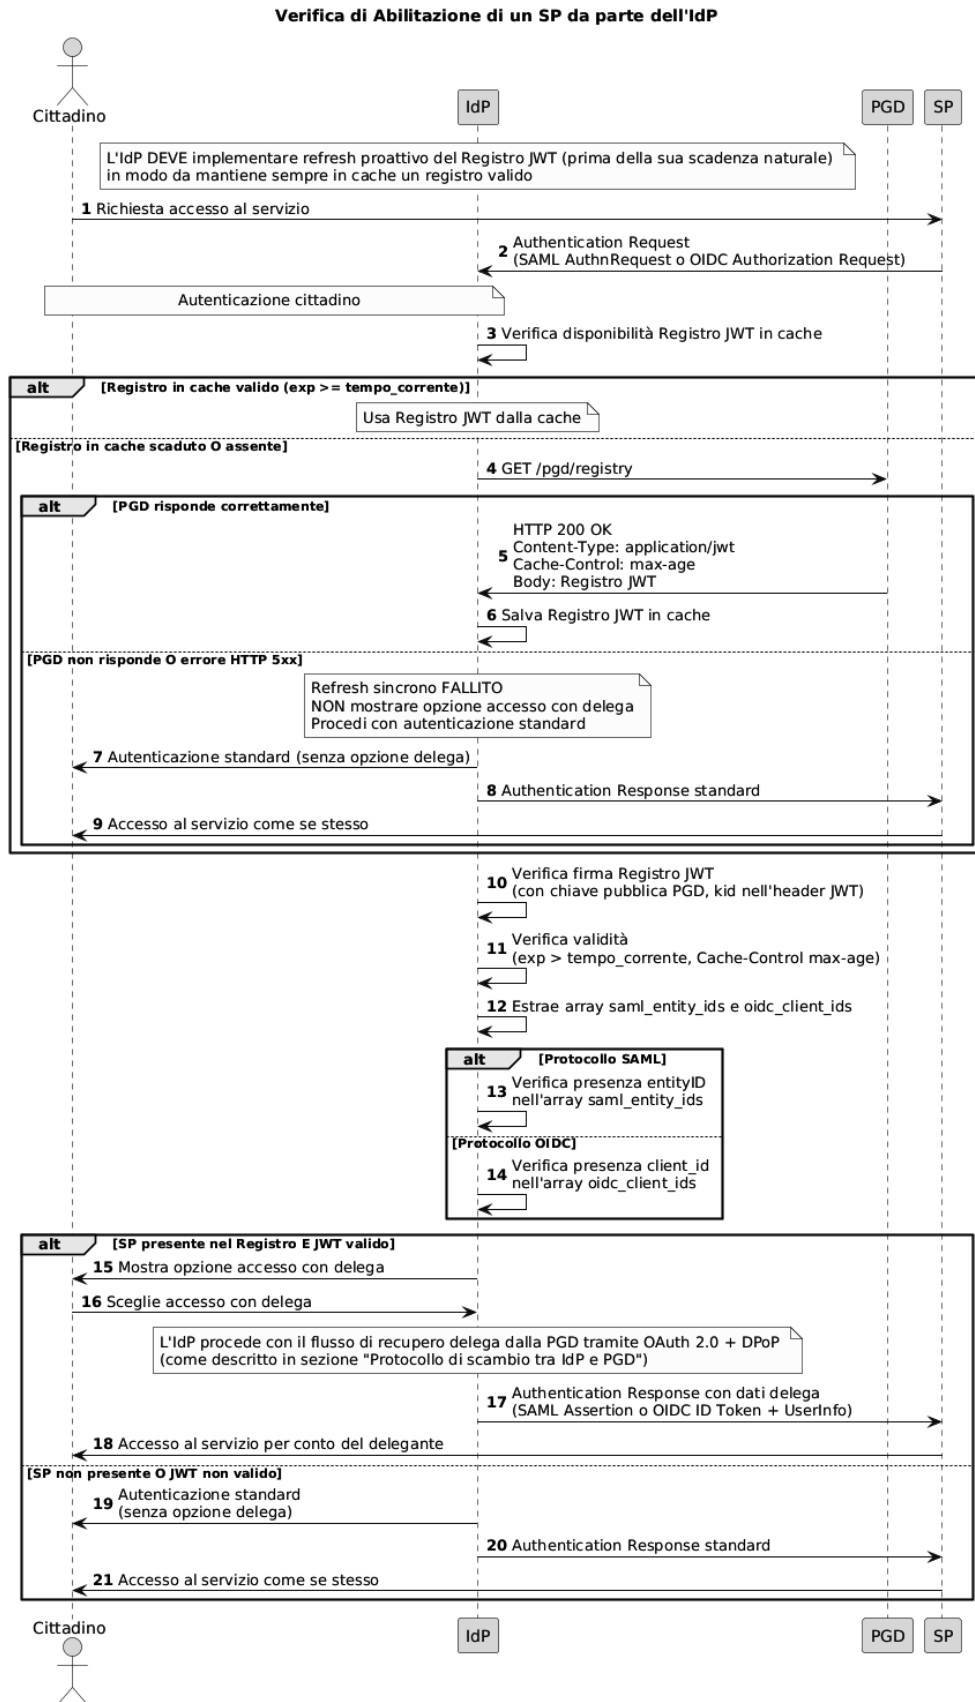 Verifica di Abilitazione di un SP da parte dell'IdP
Cittadino
IdP
PGD
SP
L'IdP DEVE implementare refresh proattivo del Registro JWT (prima della sua scadenza naturale)
in modo da mantiene sempre in cache un registro valido
1 Richiesta accesso al servizio
2 Authentication Request
(SAML AuthnRequest o OIDC Authorization Request)
Autenticazione cittadino
3 Verifica disponibilità Registro JWT in cache
alt [Registro in cache valido (exp >= tempo_corrente)]
Usa Registro JWT dalla cache
[Registro in cache scaduto O assente]
4 GET /pgd/registry
alt [PGD risponde correttamente]
5 HTTP 200 OK
Content-Type: application/jwt
Cache-Control: max-age
Body: Registro JWT
6 Salva Registro JWT in cache
[PGD non risponde O errore HTTP 5xx]
Refresh sincrono FALLITO
NON mostrare opzione accesso con delega
Procedi con autenticazione standard
7 Autenticazione standard (senza opzione delega)
8 Authentication Response standard
9 Accesso al servizio come se stesso
10 Verifica firma Registro JWT
(con chiave pubblica PGD, kid nell'header JWT)
11 Verifica validità
(exp > tempo_corrente, Cache-Control max-age)
12 Estrae array saml_entity_ids e oidc_client_ids
alt [Protocollo SAML]
13 Verifica presenza entityID
nell'array saml_entity_ids
[Protocollo OIDC]
14 Verifica presenza client_id
nell'array oidc_client_ids
alt [SP presente nel Registro E JWT valido]
15 Mostra opzione accesso con delega
16 Sceglie accesso con delega
L'IdP procede con il flusso di recupero delega dalla PGD tramite OAuth 2.0 + DPoP
(come descritto in sezione "Protocollo di scambio tra IdP e PGD")
17 Authentication Response con dati delega
(SAML Assertion o OIDC ID Token + UserInfo)
18 Accesso al servizio per conto del delegante
[SP non presente O JWT non valido]
19 Autenticazione standard
(senza opzione delega)
20 Authentication Response standard
21 Accesso al servizio come se stesso
Cittadino
IdP
PGD
SP